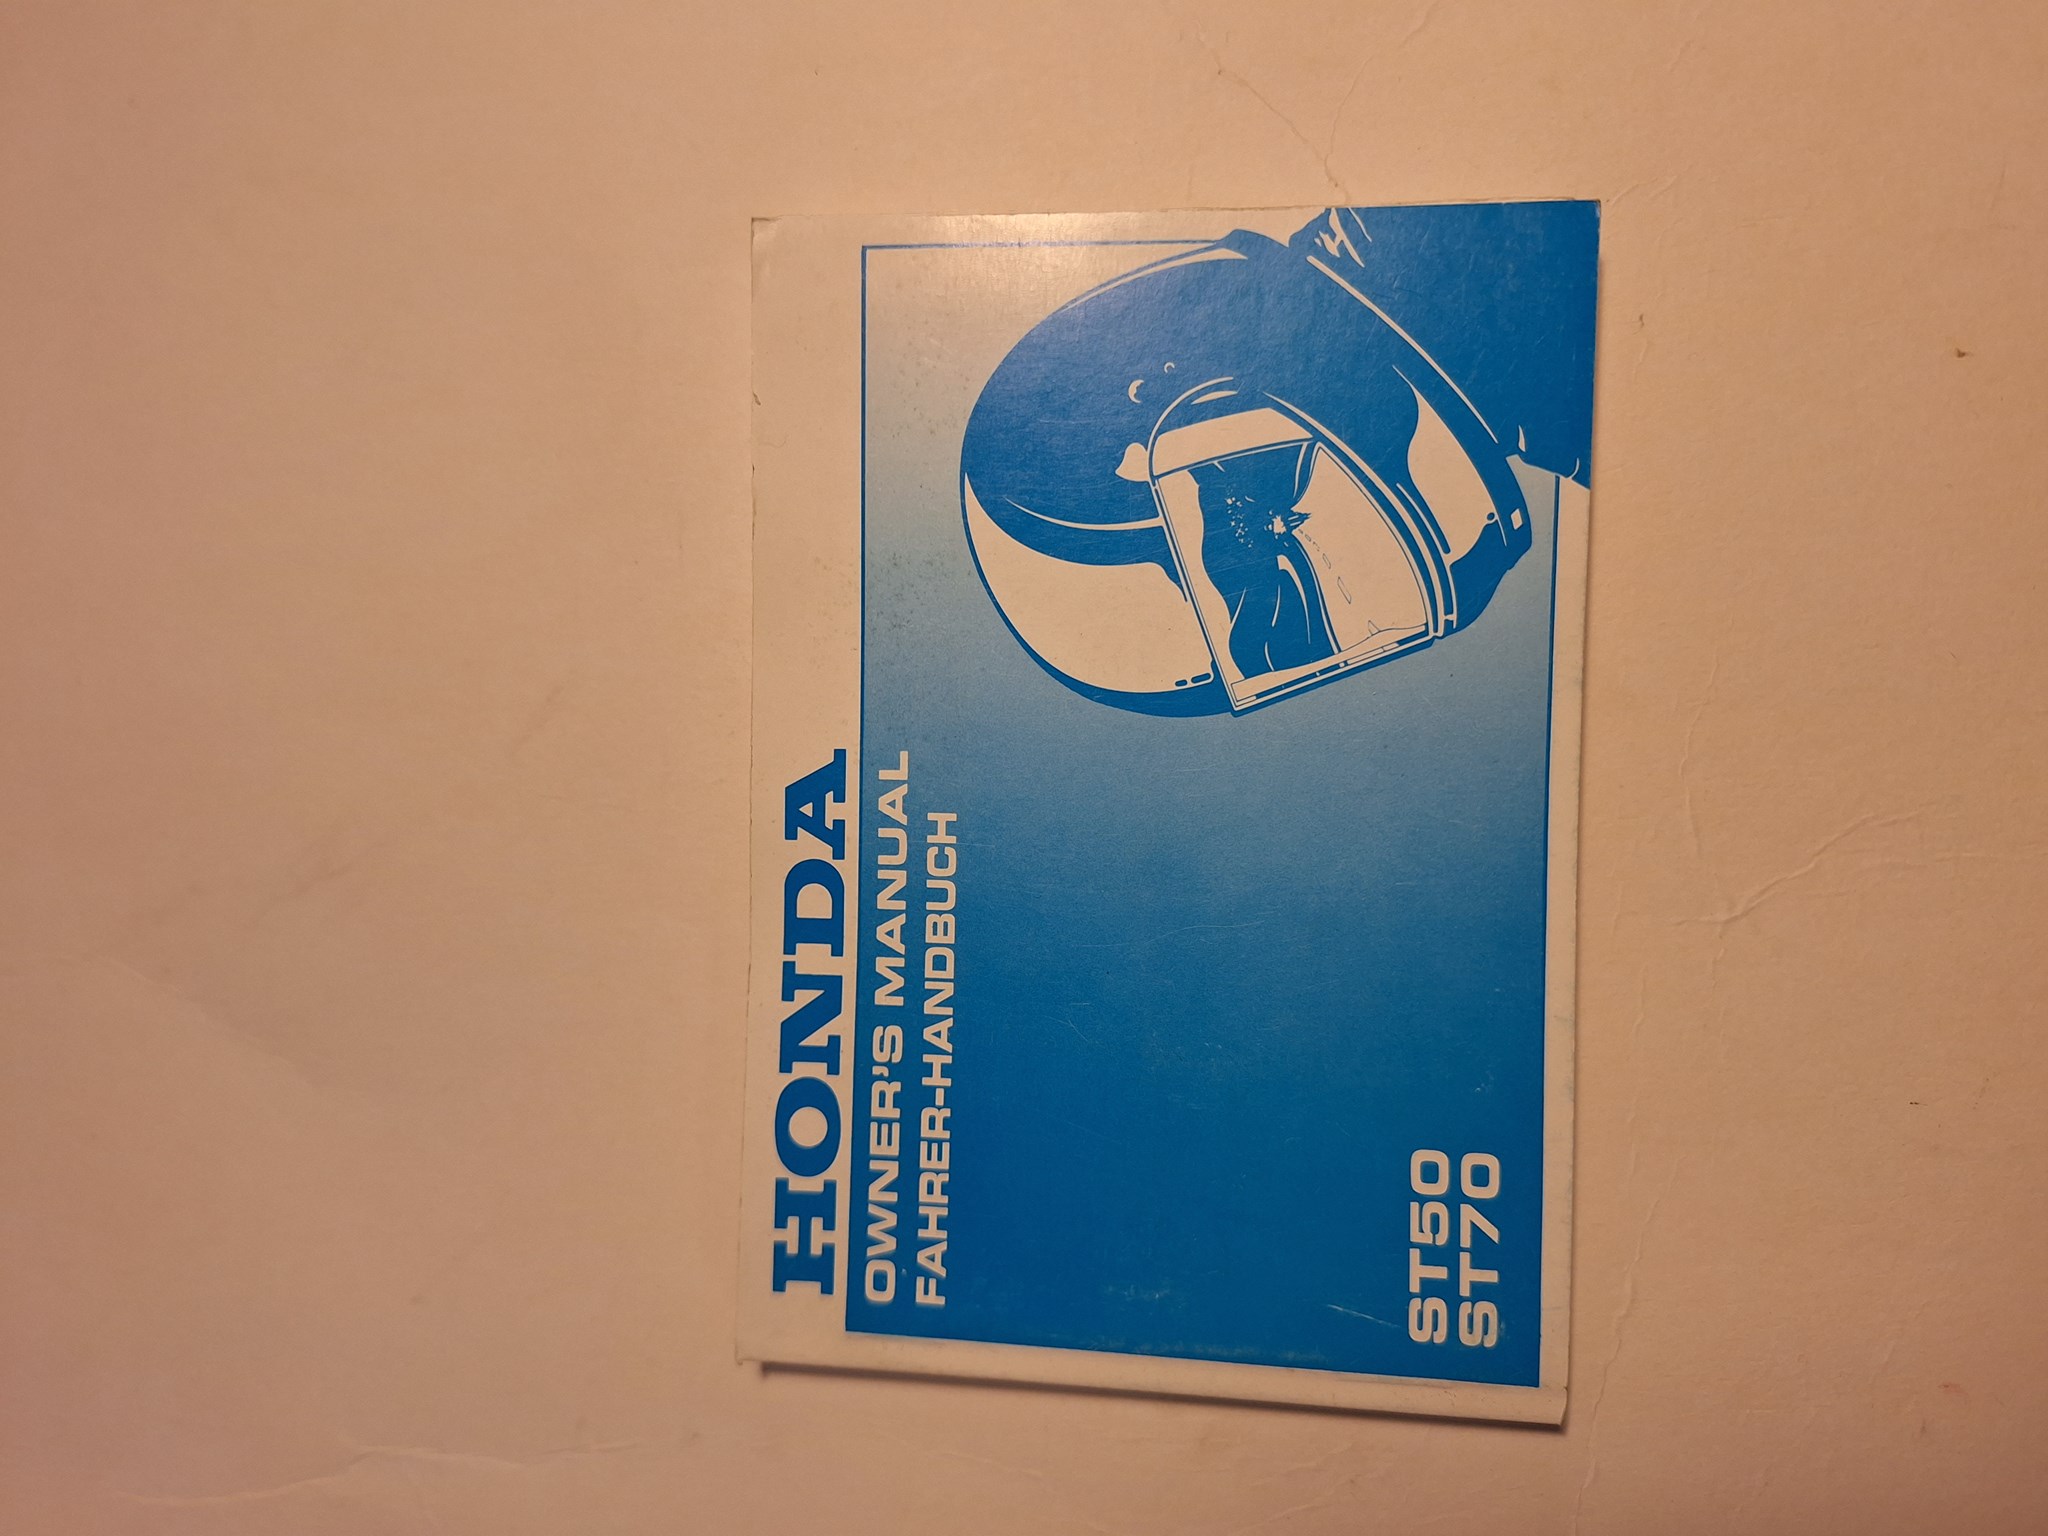 HONDA
OWNER'S MANUAL
FAHRER-HANDBUCH
ST50
ST70